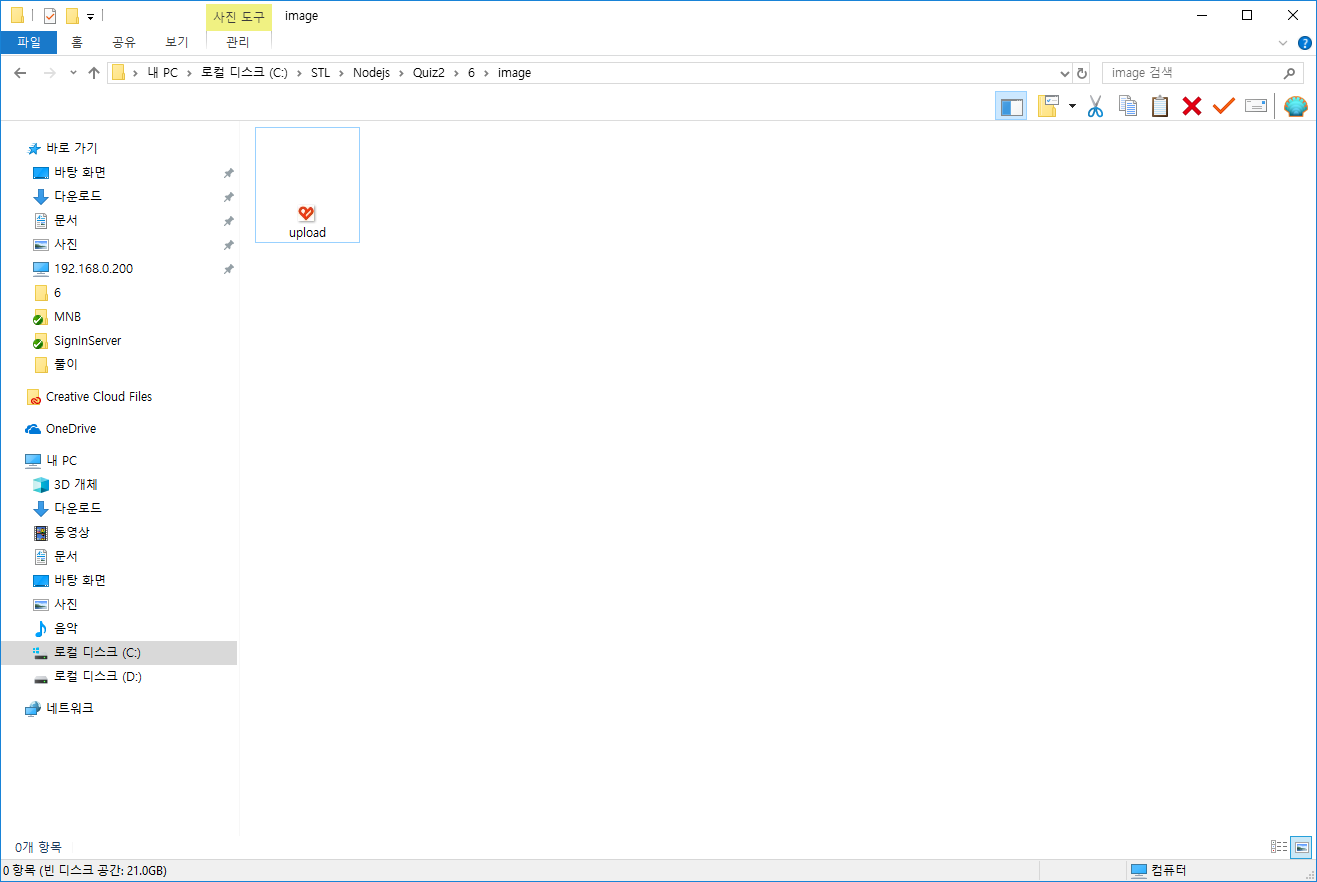 사진 도구 image
파일 홈 공유 보기 관리
내 PC 로컬 디스크 (C:) STL Nodejs Quiz2 6 image image 검색
바로 가기
바탕 화면
다운로드
문서
사진
192.168.0.200
6
MNB
SignInServer
풀이
Creative Cloud Files
OneDrive
내 PC
3D 개체
다운로드
동영상
문서
바탕 화면
사진
음악
로컬 디스크 (C:)
로컬 디스크 (D:)
네트워크
upload
0개 항목
0 항목 (빈 디스크 공간: 21.0GB) 컴퓨터